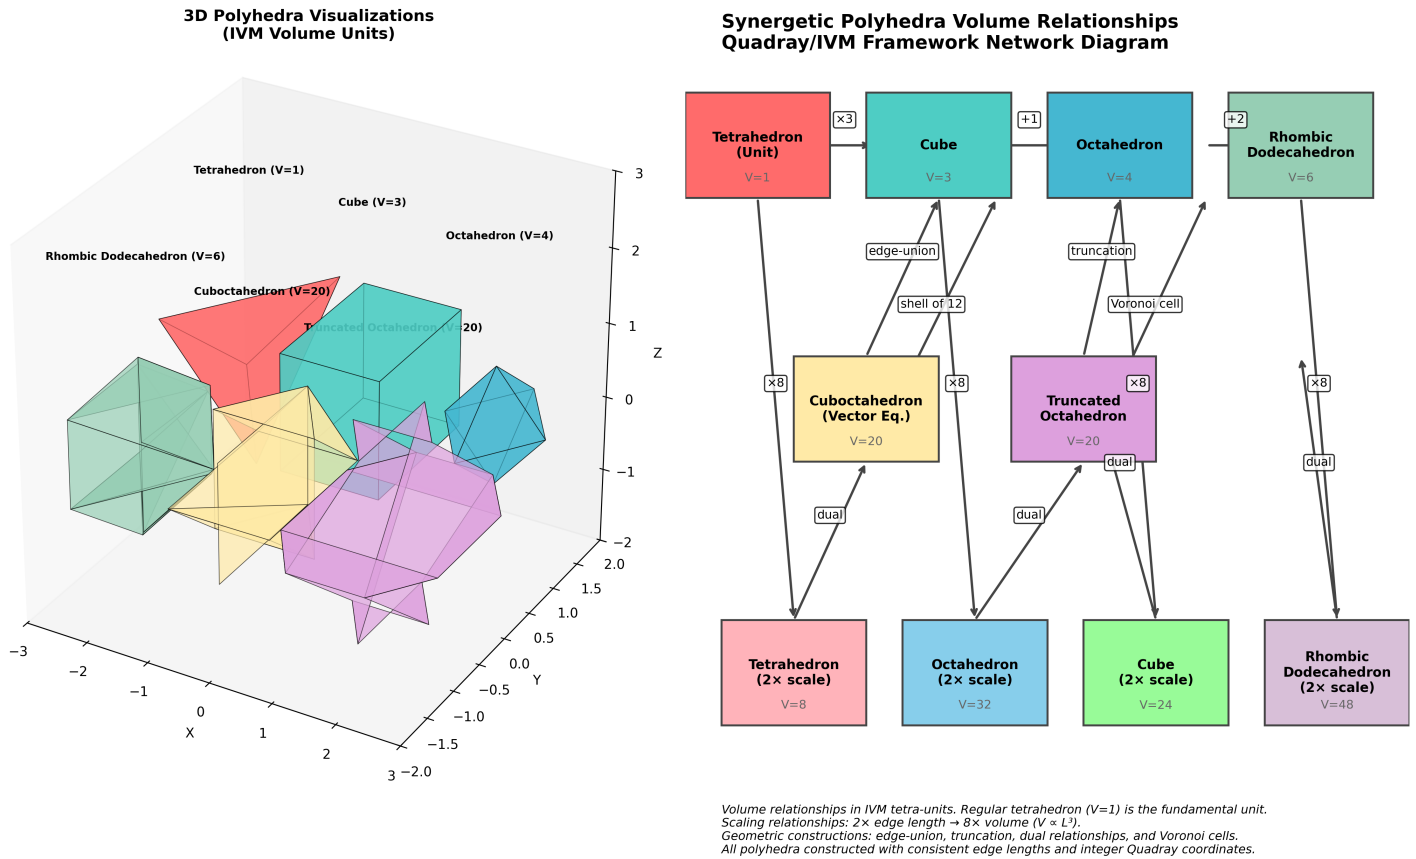 3D Polyhedra Visualizations
(IVM Volume Units)
Tetrahedron (V=1)
Cube (V=3)
Octahedron (V=4)
Rhombic Dodecahedron (V=6)
Cuboctahedron (V=20)
Truncated Octahedron (V=20)
3
2
1
0
−1
−2
Z
2.0
1.5
1.0
0.5
0.0
−0.5
−1.0
−1.5
−2.0
Y
−3
−2
−1
0
1
2
3
X
Synergetic Polyhedra Volume Relationships
Quadray/IVM Framework Network Diagram
Tetrahedron
(Unit)
V=1
×3
Cube
V=3
+1
Octahedron
V=4
+2
Rhombic
Dodecahedron
V=6
edge-union
truncation
shell of 12
Voronoi cell
×8
Cuboctahedron
(Vector Eq.)
V=20
×8
Truncated
Octahedron
V=20
×8
×8
dual
dual
dual
dual
Tetrahedron
(2× scale)
V=8
Octahedron
(2× scale)
V=32
Cube
(2× scale)
V=24
Rhombic
Dodecahedron
(2× scale)
V=48
Volume relationships in IVM tetra-units. Regular tetrahedron (V=1) is the fundamental unit.
Scaling relationships: 2× edge length → 8× volume (V ∝ L³).
Geometric constructions: edge-union, truncation, dual relationships, and Voronoi cells.
All polyhedra constructed with consistent edge lengths and integer Quadray coordinates.